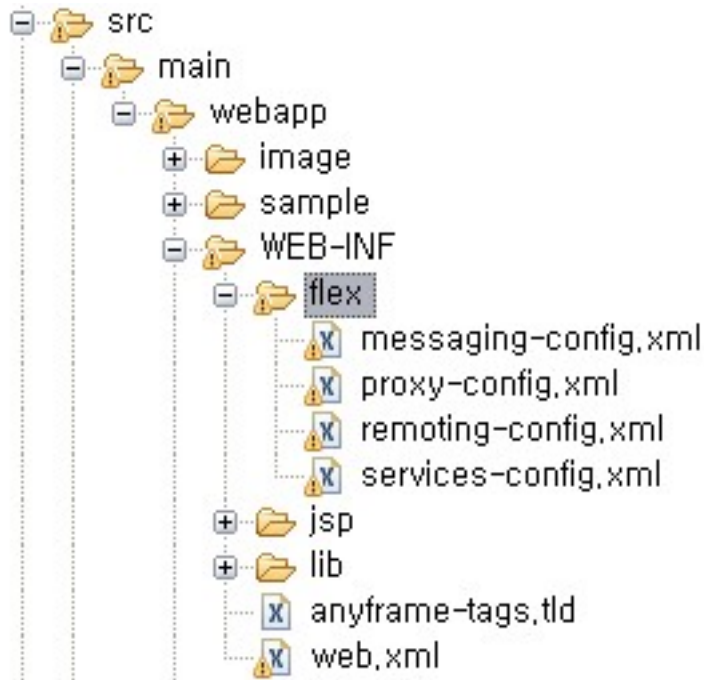 src
main
webapp
image
sample
WEB-INF
flex
messaging-config.xml
proxy-config.xml
remoting-config.xml
services-config.xml
jsp
lib
anyframe-tags.tld
web.xml